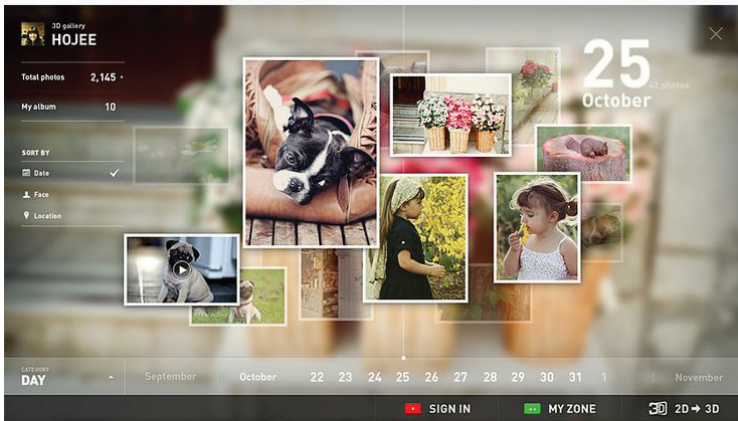 3D gallery
HOJEE
Total photos 2,145
My album 10
SORT BY
Date
Face
Location
25
42 photos
October
CATEGORY
DAY
September
October
22 23 24 25 26 27 28 29 30 31 1
November
SIGN IN
MY ZONE
3D 2D➔3D